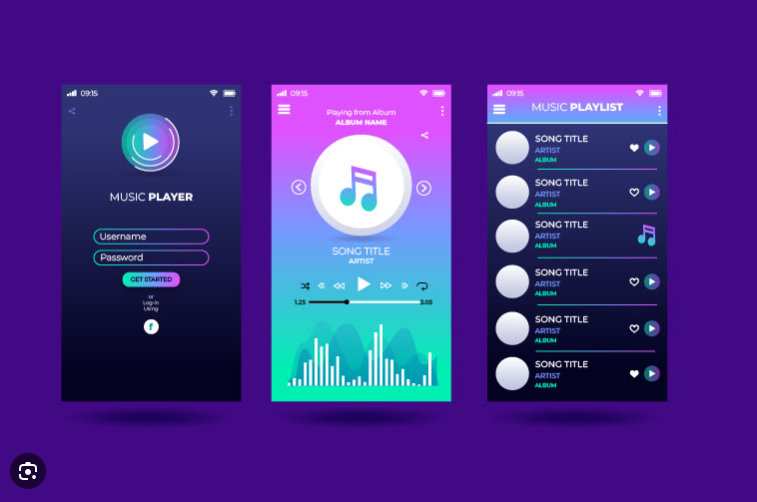 09:15
MUSIC PLAYER
Username
Password
GET STARTED
or
Log-in
Using
f
09:15
Playing from Album
ALBUM NAME
SONG TITLE
ARTIST
1.25
3.05
09:15
MUSIC PLAYLIST
SONG TITLE
ARTIST
ALBUM
SONG TITLE
ARTIST
ALBUM
SONG TITLE
ARTIST
ALBUM
SONG TITLE
ARTIST
ALBUM
SONG TITLE
ARTIST
ALBUM
SONG TITLE
ARTIST
ALBUM